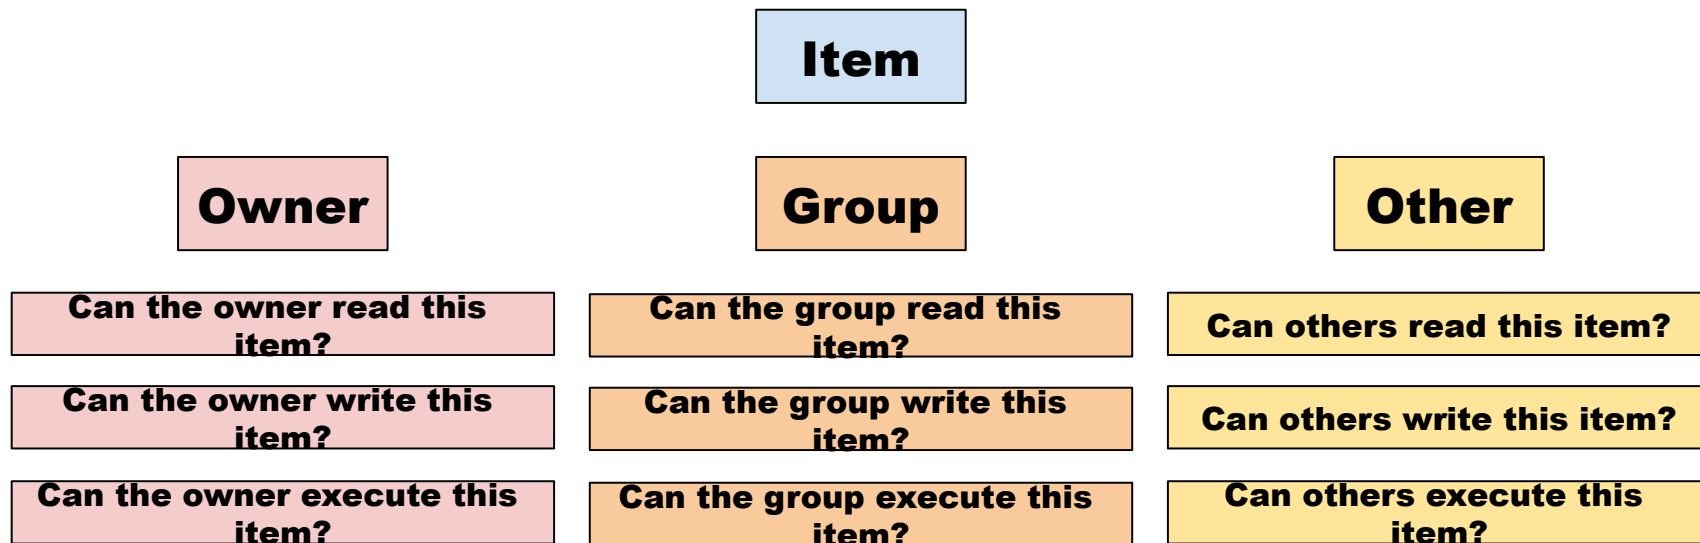 Item
Owner
Group
Other
Can the owner read this
item?
Can the group read this
item?
Can others read this item?
Can the owner write this
item?
Can the group write this
item?
Can others write this item?
Can the owner execute this
item?
Can the group execute this
item?
Can others execute this
item?